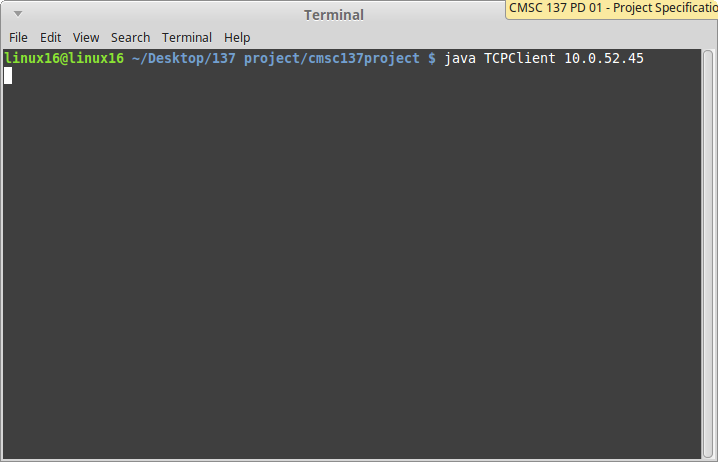 Terminal
CMSC 137 PD 01 - Project Specificatio
File Edit View Search Terminal Help
linux16@linux16 ~/Desktop/137 project/cmsc137project $ java TCPClient 10.0.52.45